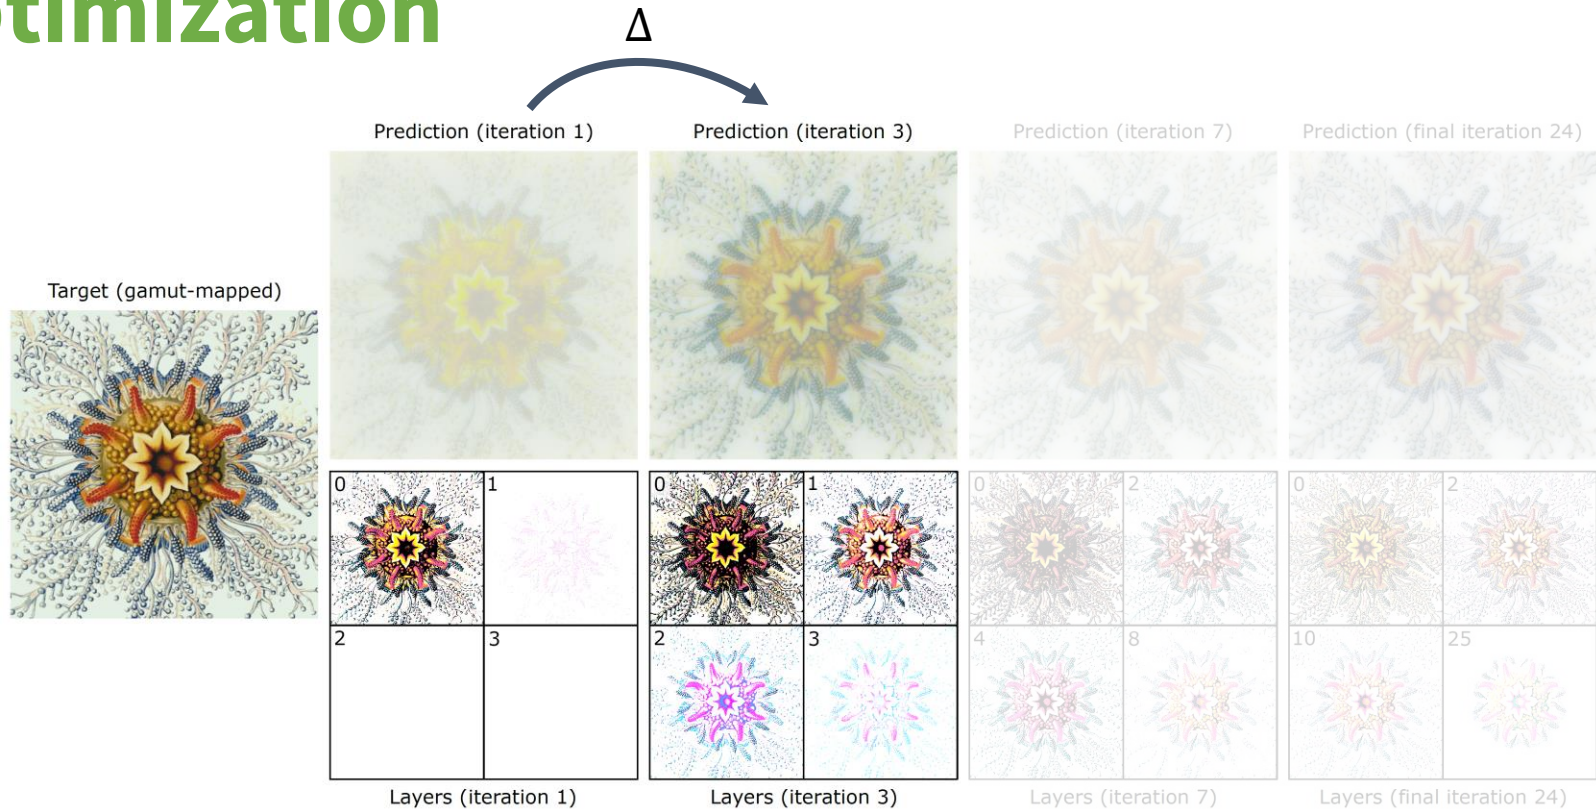 timization
Δ
Prediction (iteration 1)
Prediction (iteration 3)
Prediction (iteration 7)
Prediction (final iteration 24)
Target (gamut-mapped)
0 1 0 1 0 2 0 2
2 3 2 3 4 8 10 25
Layers (iteration 1)
Layers (iteration 3)
Layers (iteration 7)
Layers (final iteration 24)